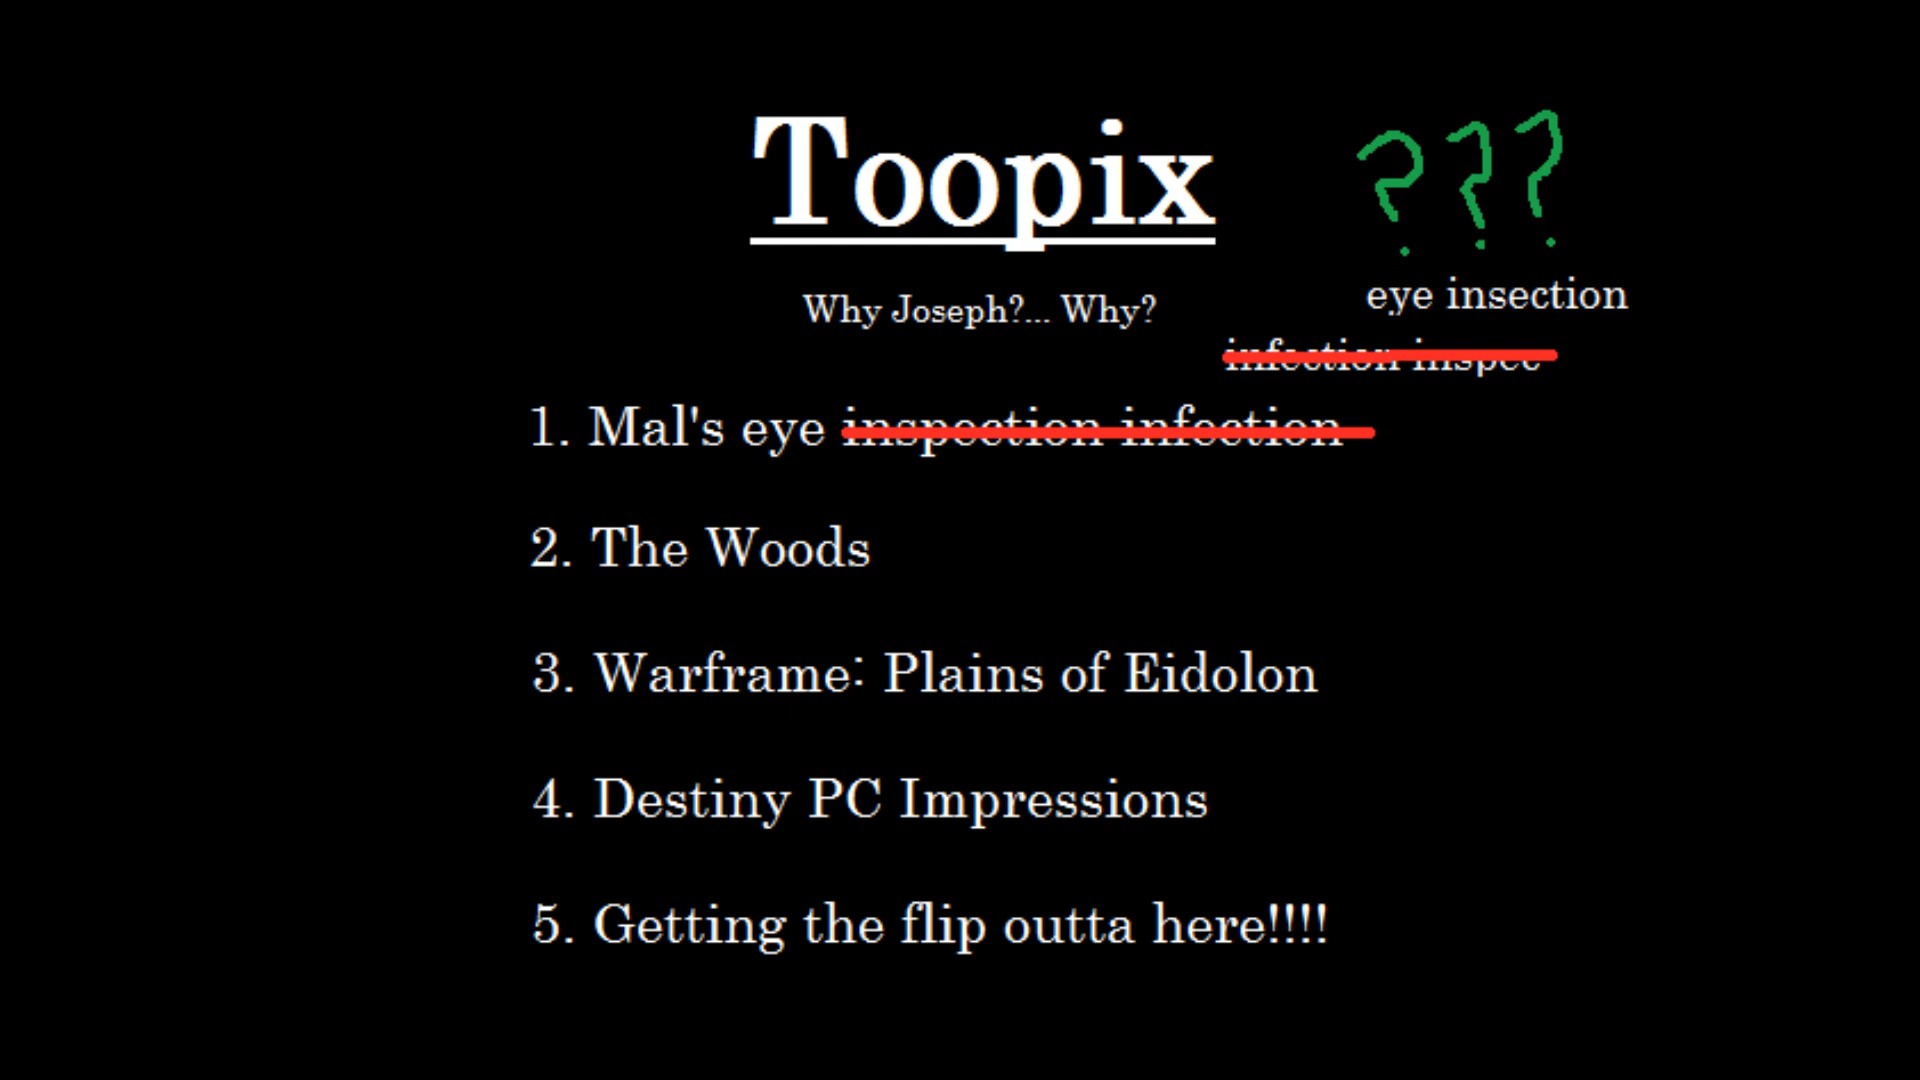 Toopix
???
Why Joseph?... Why?
eye insection
infection inspec
1. Mal's eye inspection infection
2. The Woods
3. Warframe: Plains of Eidolon
4. Destiny PC Impressions
5. Getting the flip outta here!!!!